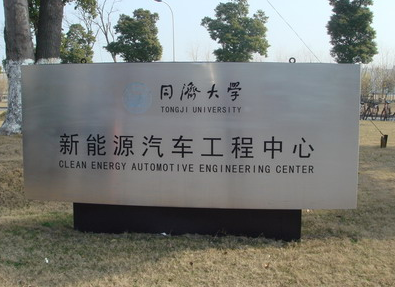 同濟大学
TONGJI UNIVERSITY
新能源汽车工程中心
CLEAN ENERGY AUTOMOTIVE ENGINEERING CENTER